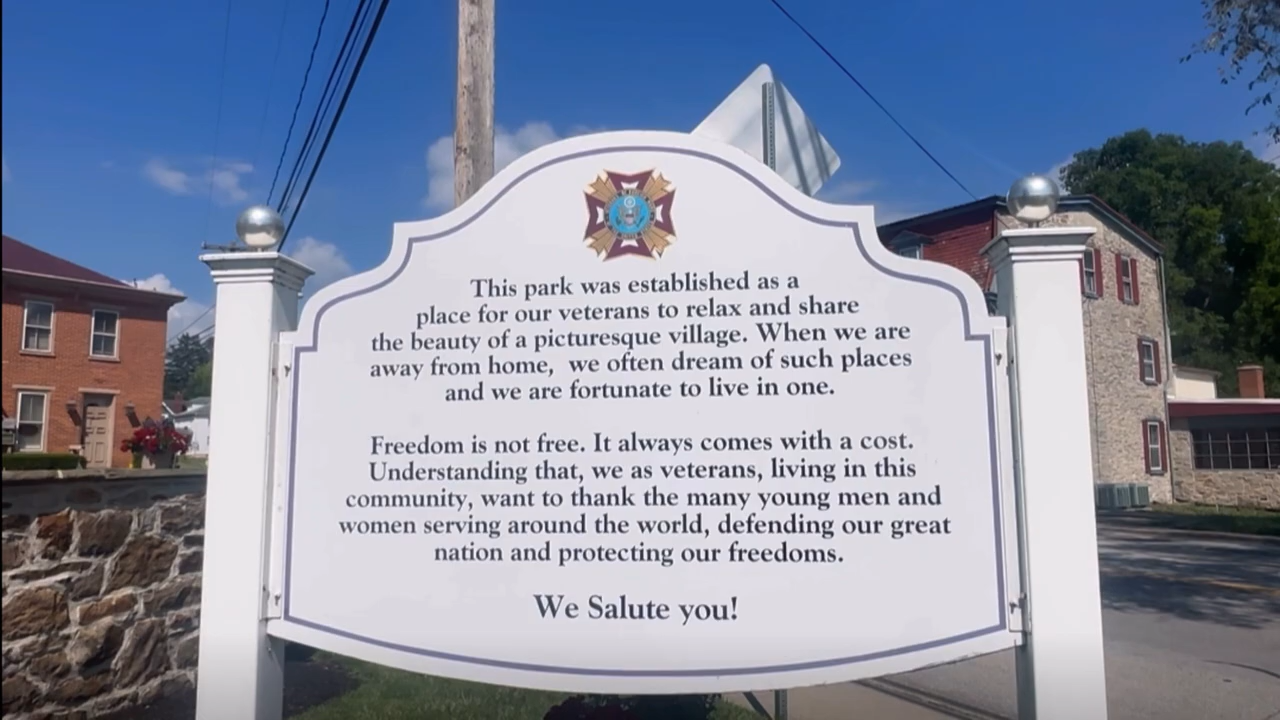 This park was established as a
place for our veterans to relax and share
the beauty of a picturesque village. When we are
away from home, we often dream of such places
and we are fortunate to live in one.
Freedom is not free. It always comes with a cost.
Understanding that, we as veterans, living in this
community, want to thank the many young men and
women serving around the world, defending our great
nation and protecting our freedoms.
We Salute you!